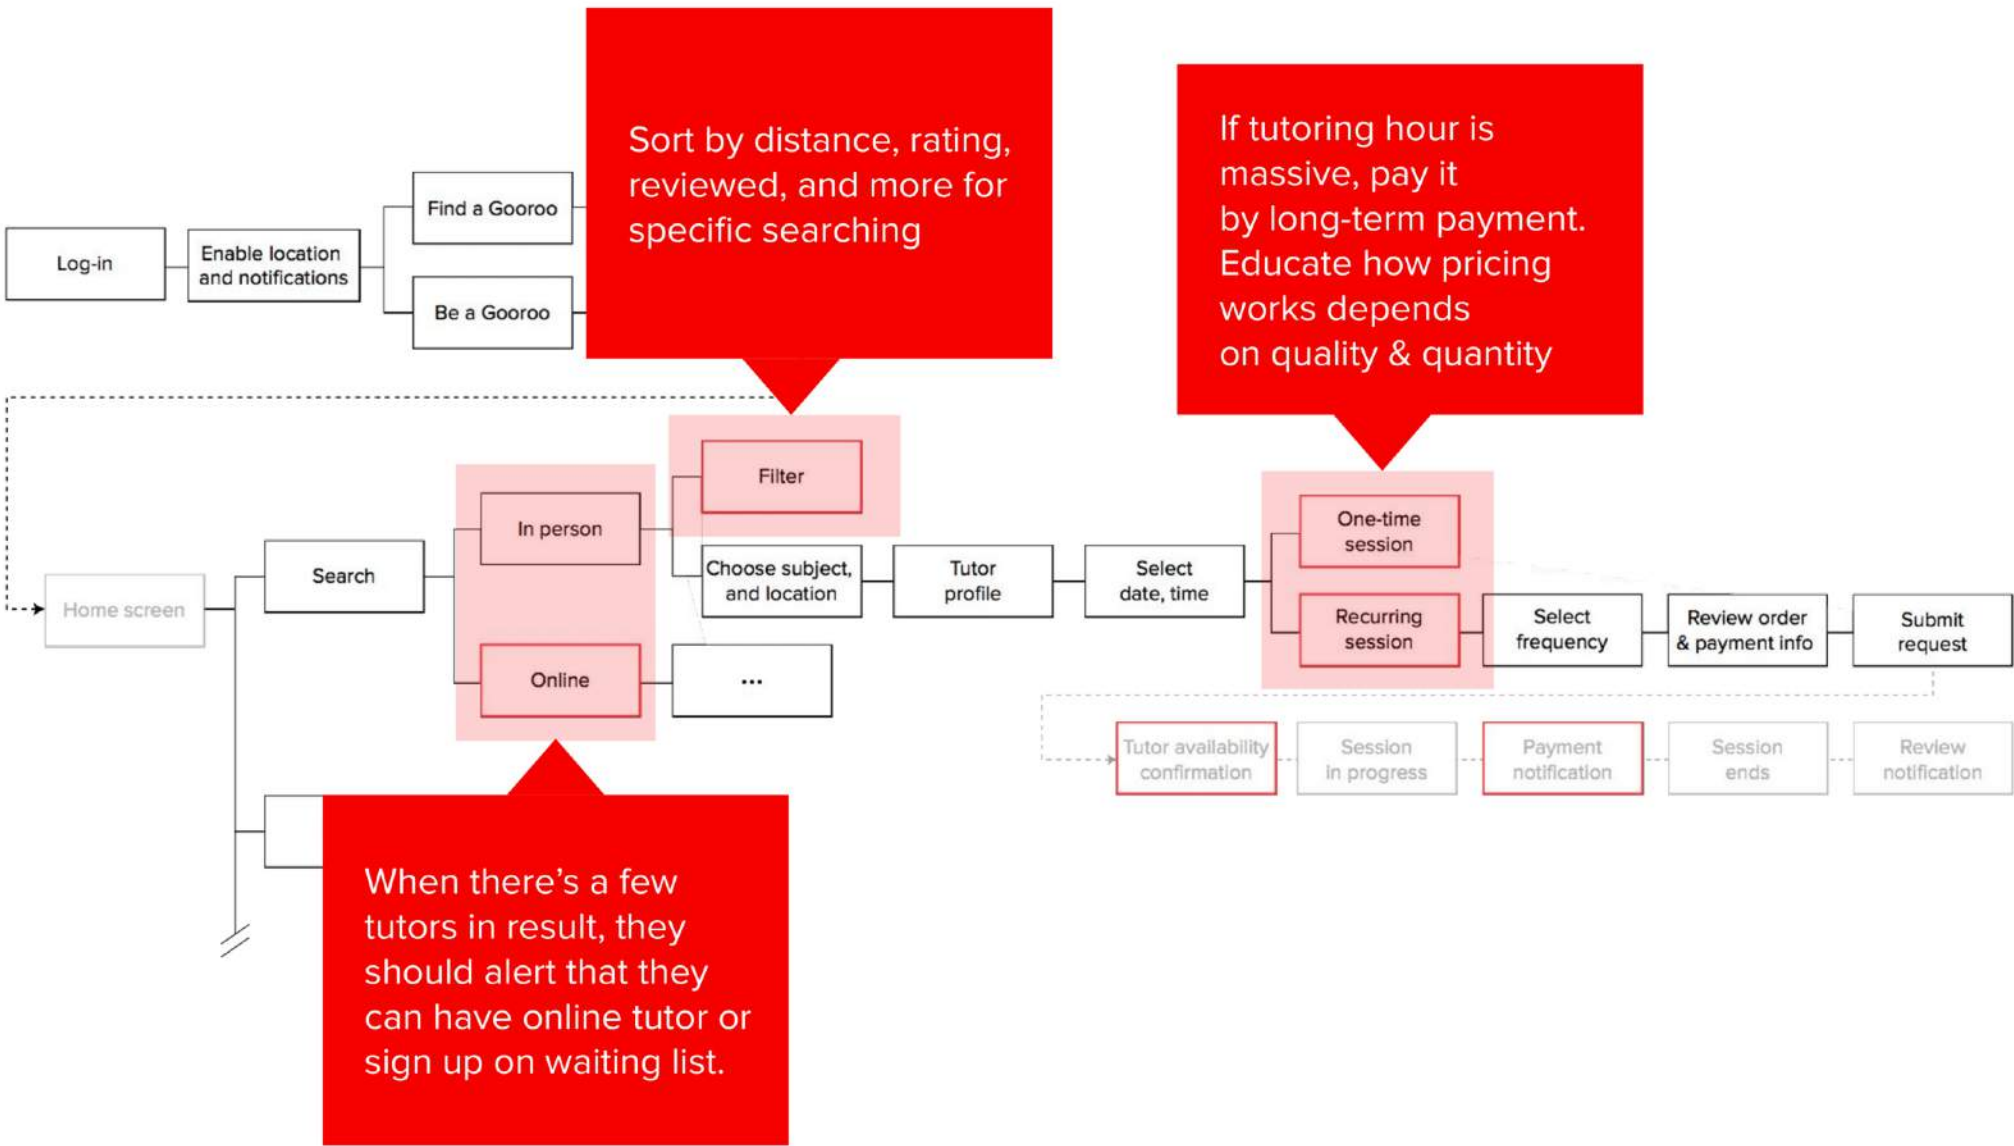 Sort by distance, rating,
reviewed, and more for
specific searching
If tutoring hour is
massive, pay it
by long-term payment.
Educate how pricing
works depends
on quality & quantity
Log-in
Enable location
and notifications
Find a Gooroo
Be a Gooroo
Home screen
Search
In person
Online
Filter
Choose subject,
and location
...
Tutor
profile
Select
date, time
One-time
session
Recurring
session
Select
frequency
Review order
& payment info
Submit
request
Tutor availability
confirmation
Session
in progress
Payment
notification
Session
ends
Review
notification
When there’s a few
tutors in result, they
should alert that they
can have online tutor or
sign up on waiting list.